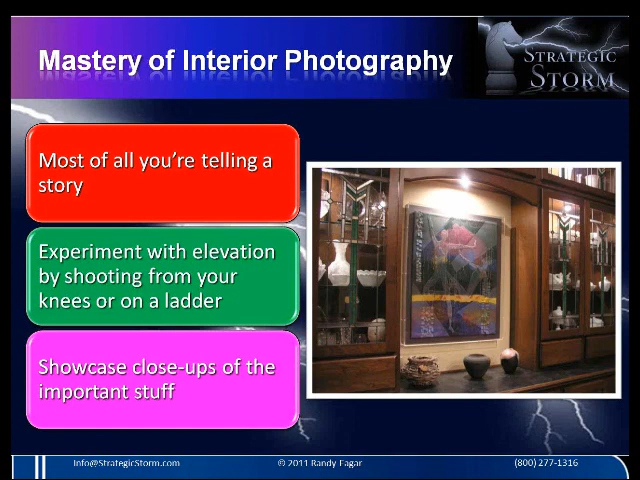 Mastery of Interior Photography
STRATEGIC
STORM
Most of all you're telling a
story
Experiment with elevation
by shooting from your
knees or on a ladder
Showcase close-ups of the
important stuff
Info@StrategicStorm.com
© 2011 Randy Eagar
(800) 277-1316